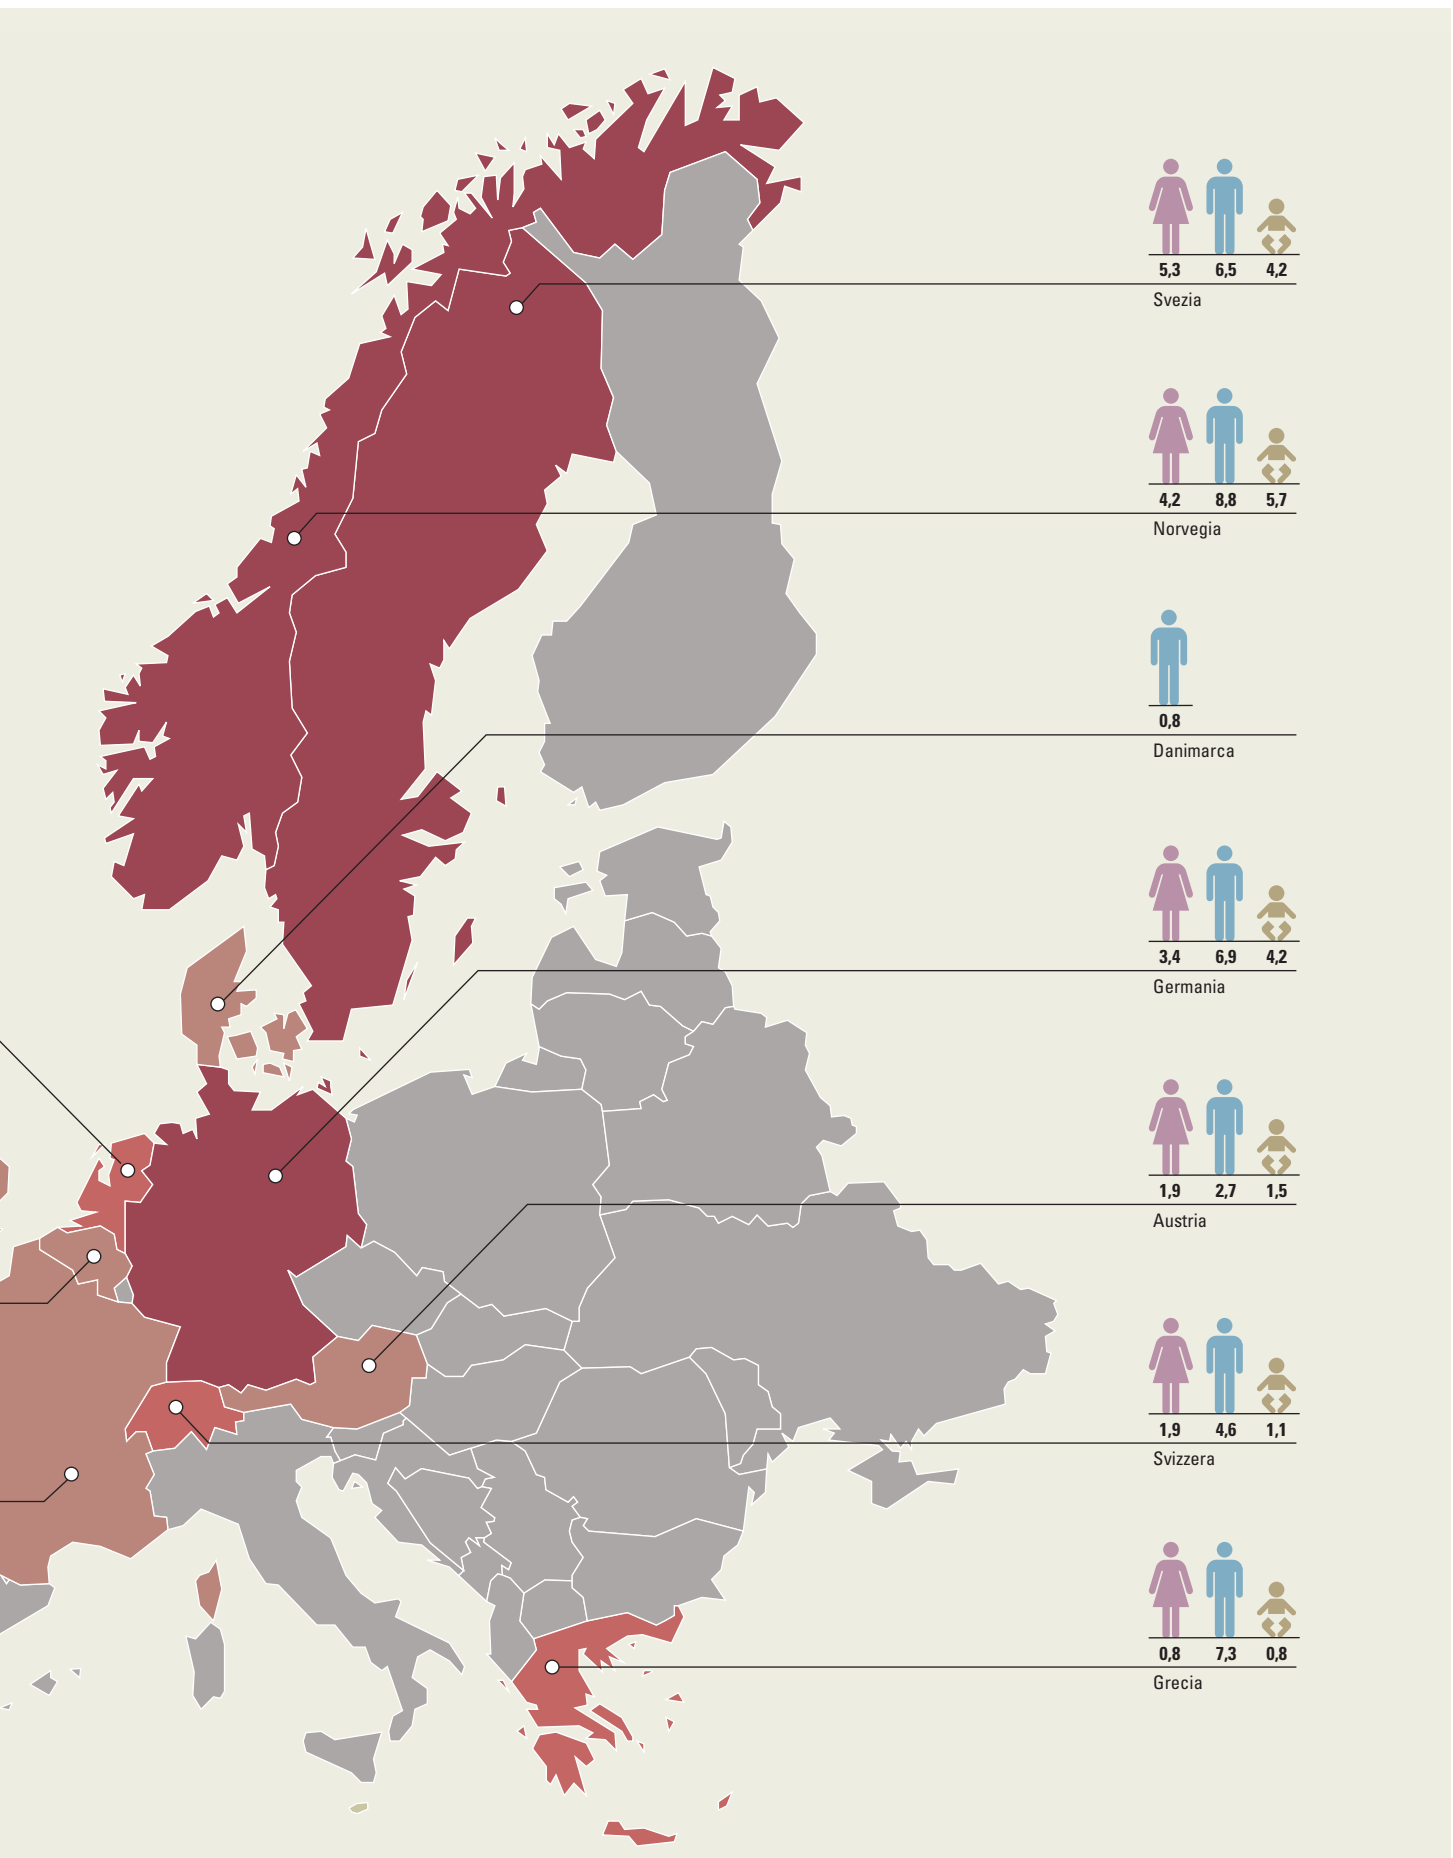 5,3 6,5 4,2
Svezia
4,2 8,8 5,7
Norvegia
0,8
Danimarca
3,4 6,9 4,2
Germania
1,9 2,7 1,5
Austria
1,9 4,6 1,1
Svizzera
0,8 7,3 0,8
Grecia